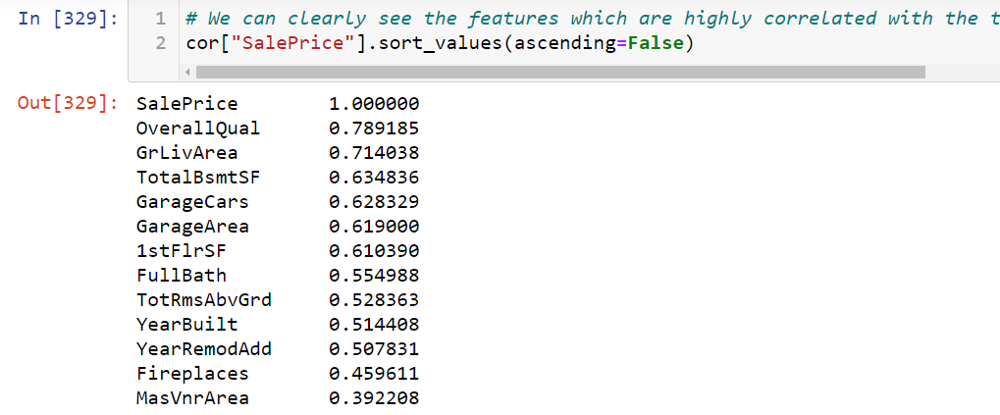 In [329]:
1 # We can clearly see the features which are highly correlated with the t
2 cor["SalePrice"].sort_values(ascending=False)
Out[329]:
SalePrice 1.000000
OverallQual 0.789185
GrLivArea 0.714038
TotalBsmtSF 0.634836
GarageCars 0.628329
GarageArea 0.619000
1stFlrSF 0.610390
FullBath 0.554988
TotRmsAbvGrd 0.528363
YearBuilt 0.514408
YearRemodAdd 0.507831
Fireplaces 0.459611
MasVnrArea 0.392208